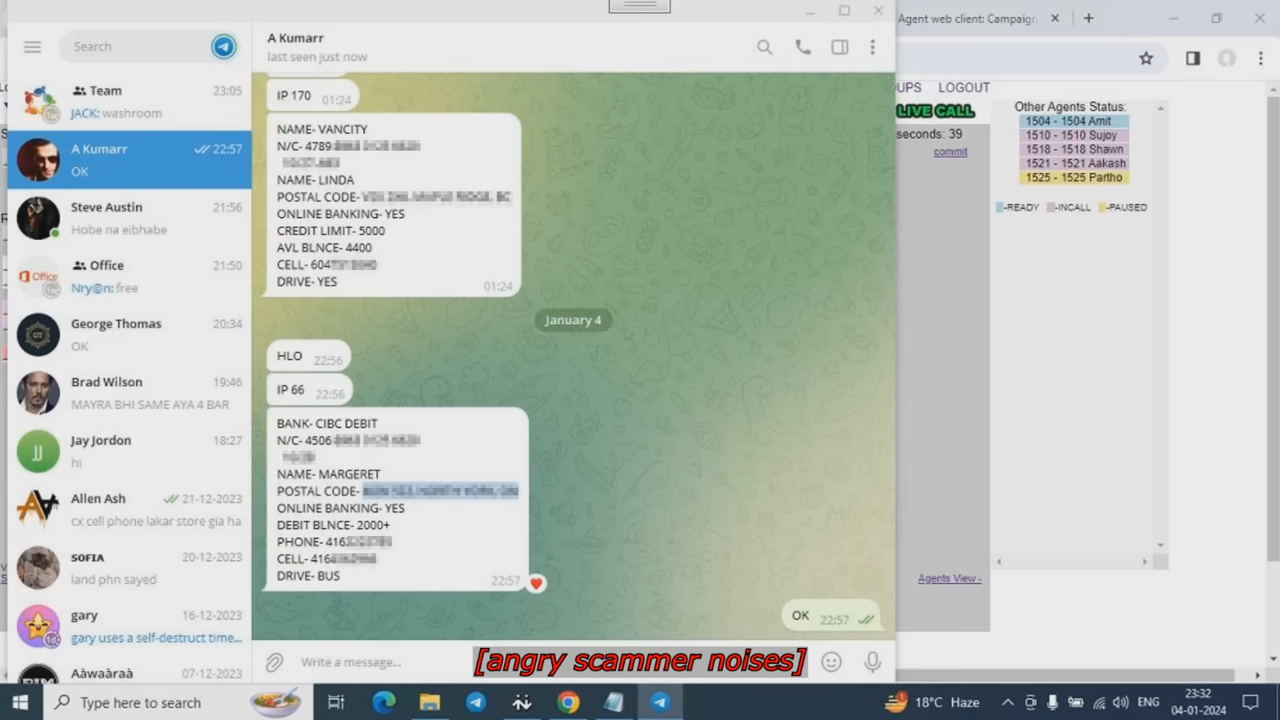 Search
Team 23:05
JACK: washroom
A Kumarr 22:57
OK
Steve Austin 21:56
Hobe na eibhabe
Office 21:50
Office
Nry@n: free
George Thomas 20:34
OK
Brad Wilson 19:46
MAYRA BHI SAME AYA 4 BAR
JJ
Jay Jordon 18:27
hi
Allen Ash 21-12-2023
cx cell phone lakar store gia ha
SOFIA 20-12-2023
land phn sayed
gary 16-12-2023
gary uses a self-destruct time...
Aàwaàraà 07-12-2023
A Kumarr
last seen just now
IP 170 01:24
NAME- VANCITY
N/C- 4789
NAME- LINDA
POSTAL CODE-
ONLINE BANKING- YES
CREDIT LIMIT- 5000
AVL BLNCE- 4400
CELL- 604
DRIVE- YES
01:24
January 4
HLO 22:56
IP 66 22:56
BANK- CIBC DEBIT
N/C- 4506
NAME- MARGERET
POSTAL CODE-
ONLINE BANKING- YES
DEBIT BLNCE- 2000+
PHONE- 416
CELL- 416
DRIVE- BUS
22:57
OK 22:57
Write a message...
[angry scammer noises]
Agent web client: Campaign
LOGOUT
LIVE CALL
seconds: 39
commit
Other Agents Status:
1504 - 1504 Amit
1510 - 1510 Sujoy
1518 - 1518 Shawn
1521 - 1521 Aakash
1525 - 1525 Partho
-READY -INCALL -PAUSED
Agents View -
Type here to search
18°C Haze
ENG
23:32
04-01-2024